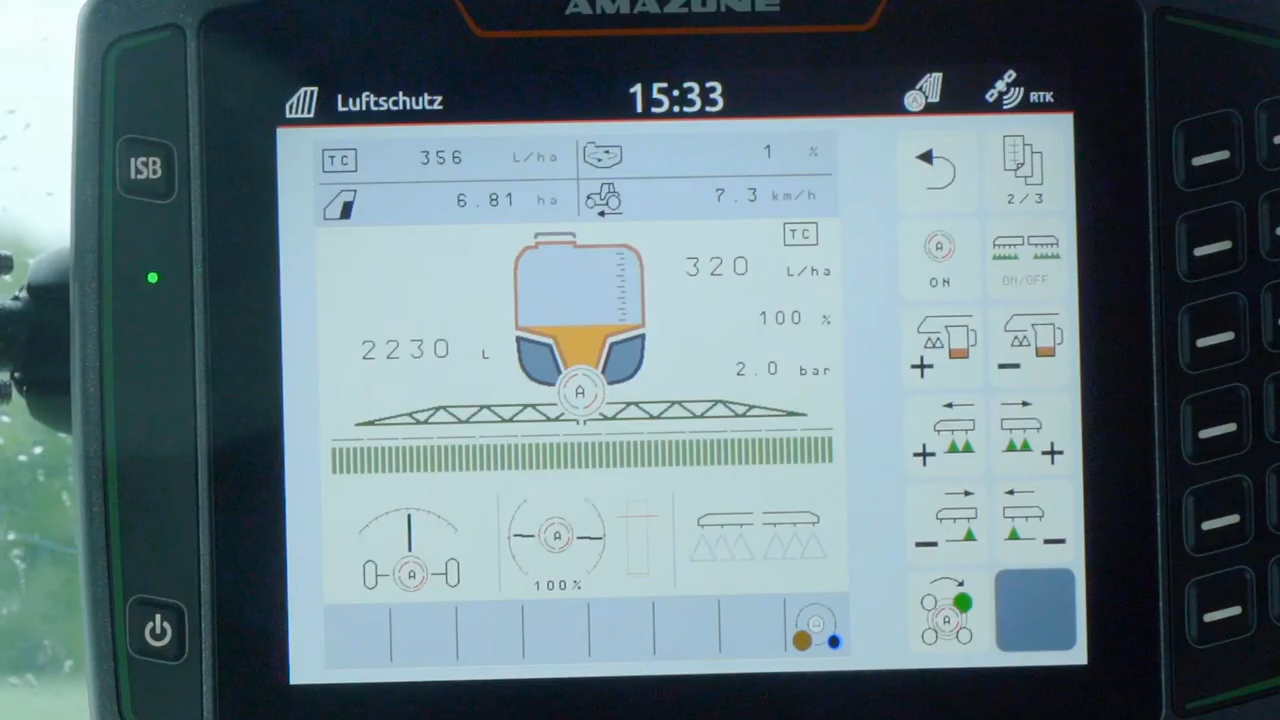 AMAZONE
Luftschutz 15:33 RTK
ISB
TC 356 L/ha 1 %
6.81 ha 7.3 km/h
2/3
TC
320 L/ha
A ON ON/OFF
100 %
2230 L
2.0 bar
A
A A
100%
A
A